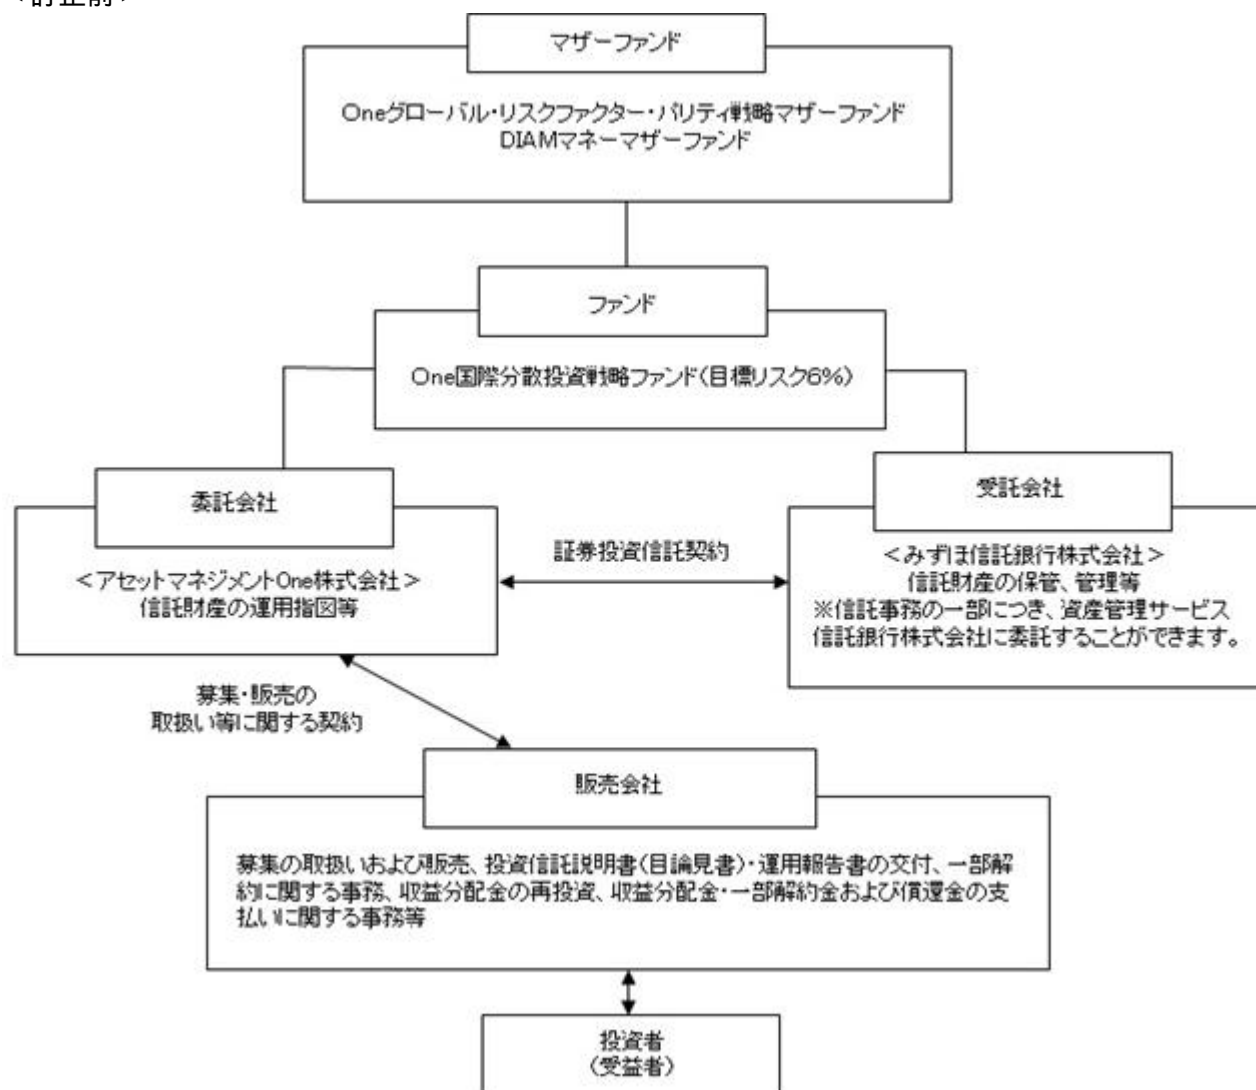 <訂正前>
マザーファンド
Oneグローバル・リスクファクター・パリティ戦略マザーファンド
DIAMマネーマザーファンド
ファンド
One国際分散投資戦略ファンド(目標リスク6%)
委託会社
<アセットマネジメントOne株式会社>
信託財産の運用指図等
証券投資信託契約
受託会社
<みずほ信託銀行株式会社>
信託財産の保管、管理等
※信託事務の一部につき、資産管理サービス
信託銀行株式会社に委託することができます。
募集・販売の
取扱い等に関する契約
販売会社
募集の取扱いおよび販売、投資信託説明書(目論見書)・運用報告書の交付、一部解
約に関する事務、収益分配金の再投資、収益分配金・一部解約金および償還金の支
払いに関する事務等
投資者
(受益者)